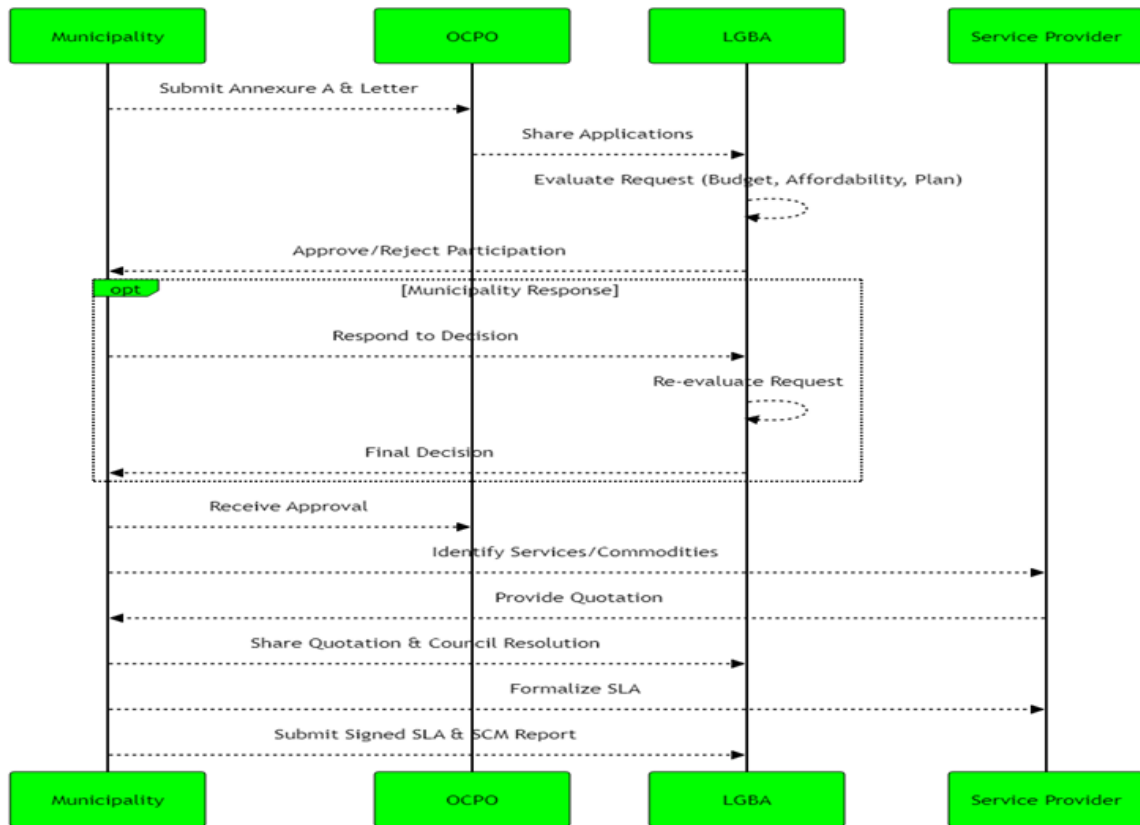 Municipality
OCPO
LGBA
Service Provider
Submit Annexure A & Letter
Share Applications
Evaluate Request (Budget, Affordability, Plan)
Approve/Reject Participation
opt
[Municipality Response]
Respond to Decision
Re-evaluate Request
Final Decision
Receive Approval
Identify Services/Commodities
Provide Quotation
Share Quotation & Council Resolution
Formalize SLA
Submit Signed SLA & SCM Report
Municipality
OCPO
LGBA
Service Provider